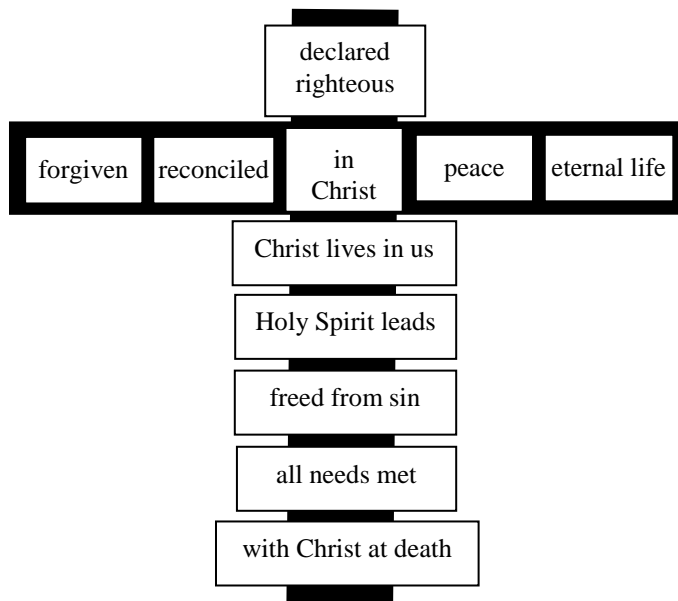 declared
righteous
forgiven
reconciled
in
Christ
peace
eternal life
Christ lives in us
Holy Spirit leads
freed from sin
all needs met
with Christ at death